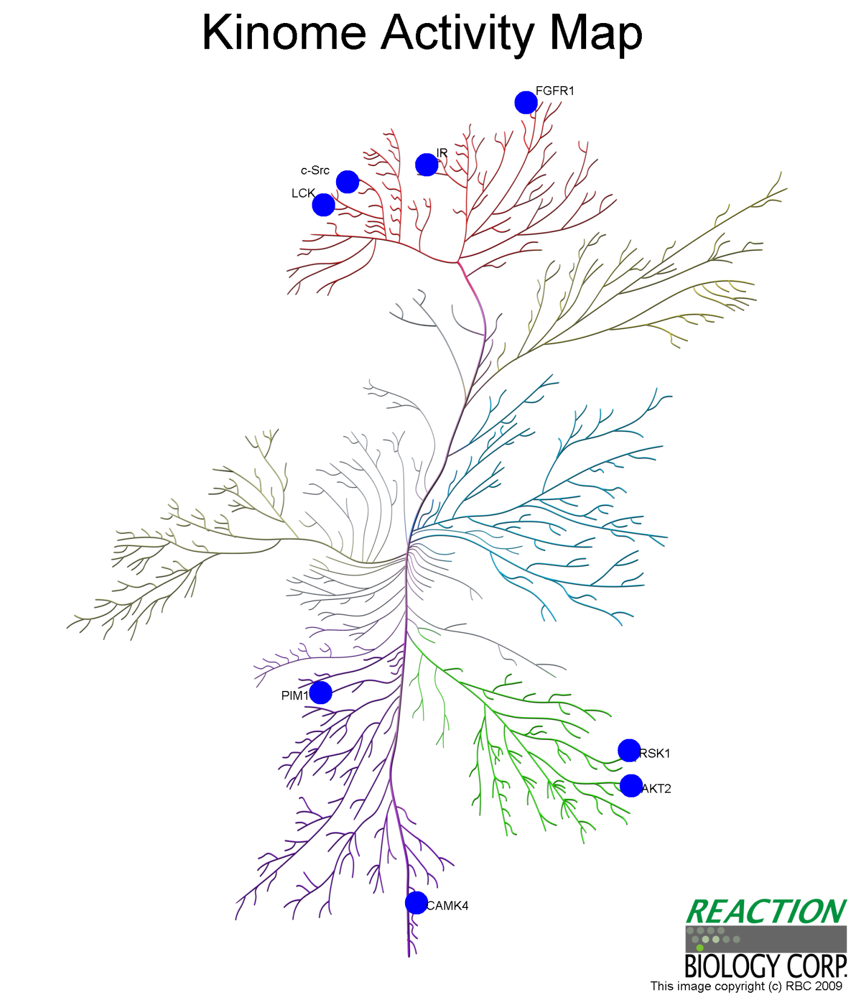 Kinome Activity Map
FGFR1
IR
c-Src
LCK
PIM1
RSK1
AKT2
CAMK4
REACTION
BIOLOGY CORP.
This image copyright (c) RBC 2009